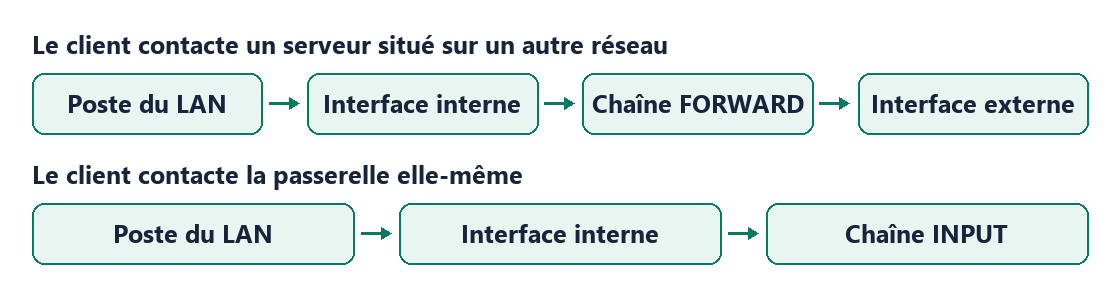 Le client contacte un serveur situé sur un autre réseau
Poste du LAN
Interface interne
Chaîne FORWARD
Interface externe
Le client contacte la passerelle elle-même
Poste du LAN
Interface interne
Chaîne INPUT